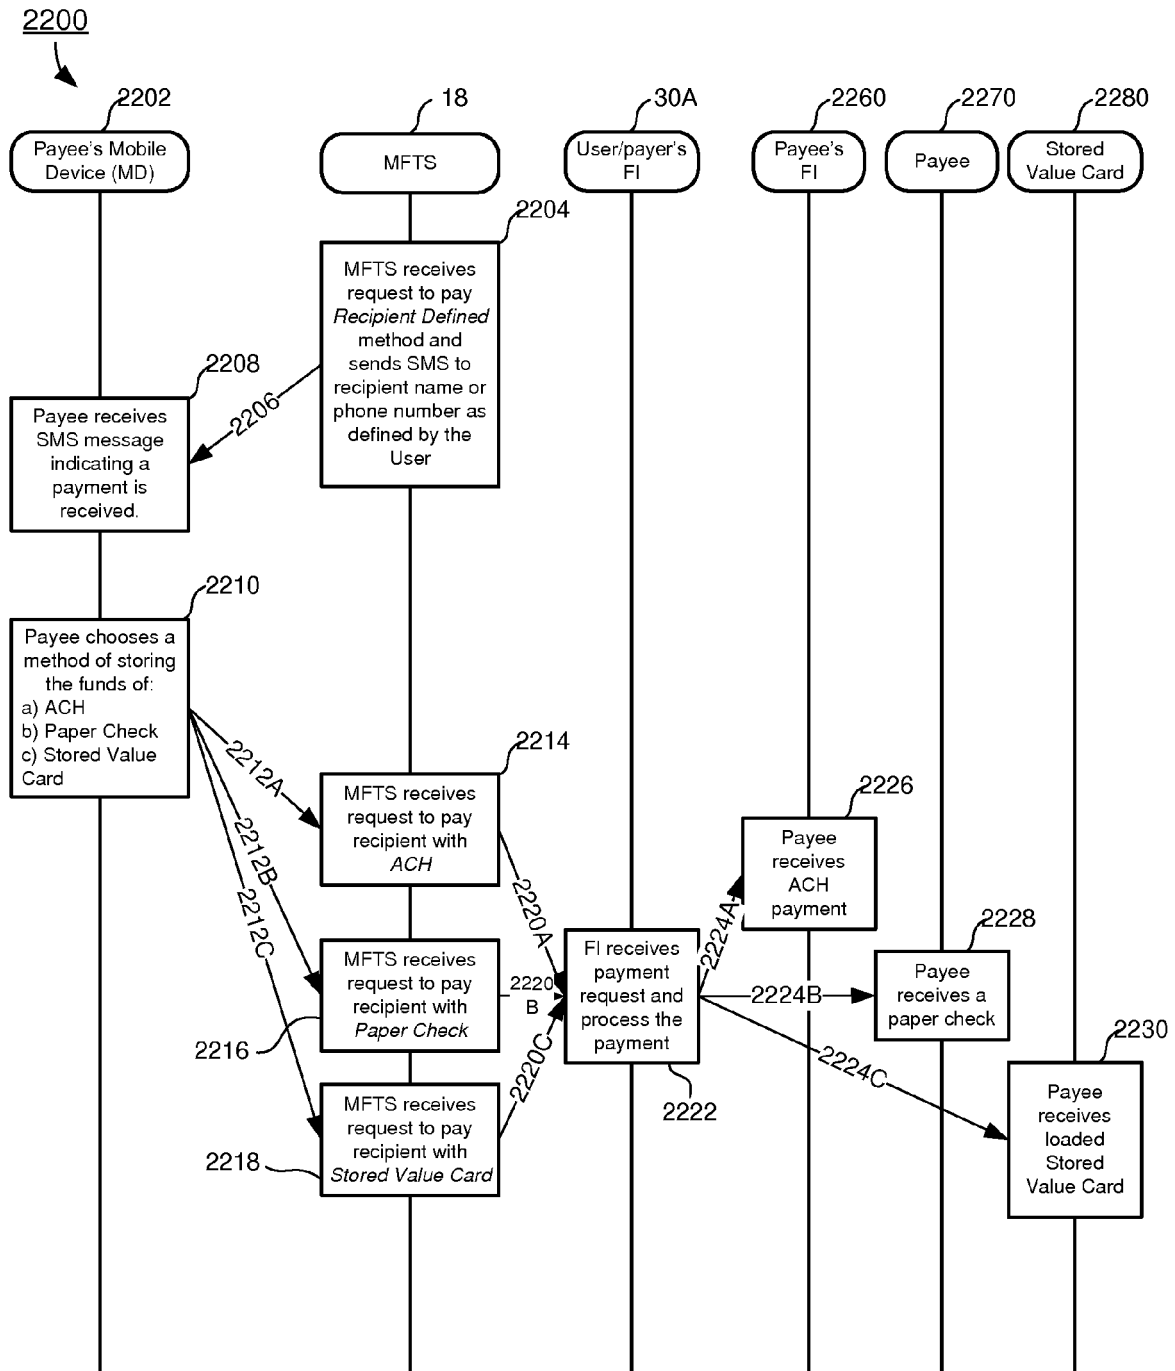 2200
2202
18
30A
2260
2270
2280
Payee's Mobile
Device (MD)
MFTS
User/payer's
FI
Payee's
FI
Payee
Stored
Value Card
2204
MFTS receives
request to pay
Recipient Defined
method and
sends SMS to
recipient name or
phone number as
defined by the
User
2206
2208
Payee receives
SMS message
indicating a
payment is
received.
2210
Payee chooses a
method of storing
the funds of:
a) ACH
b) Paper Check
c) Stored Value
Card
2212A
2212B
2212C
2214
MFTS receives
request to pay
recipient with
ACH
MFTS receives
request to pay
recipient with
Paper Check
2216
MFTS receives
request to pay
recipient with
Stored Value Card
2218
2220A
2220
B
2220C
FI receives
payment
request and
process the
payment
2222
2224A
2224B
2224C
2226
Payee
receives
ACH
payment
2228
Payee
receives a
paper check
2230
Payee
receives
loaded
Stored
Value Card